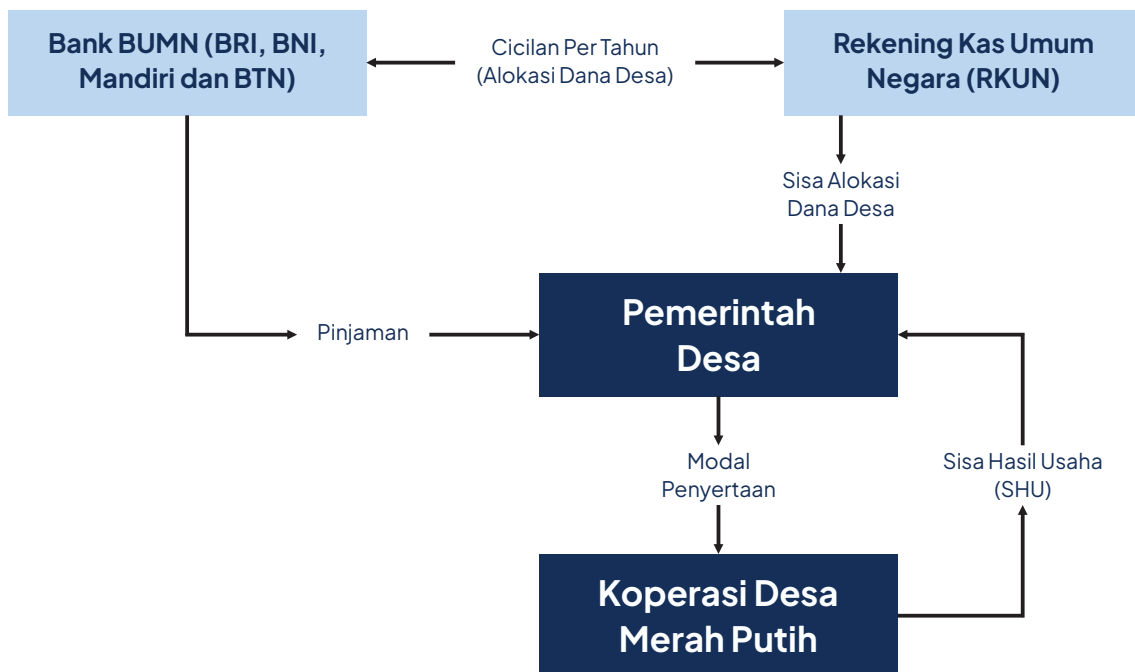 Bank BUMN (BRI, BNI,
Mandiri dan BTN)
Cicilan Per Tahun
(Alokasi Dana Desa)
Rekening Kas Umum
Negara (RKUN)
Sisa Alokasi
Dana Desa
Pinjaman
Pemerintah
Desa
Modal
Penyertaan
Sisa Hasil Usaha
(SHU)
Koperasi Desa
Merah Putih